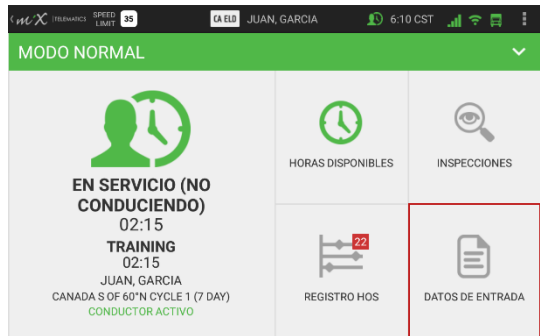 mX TELEMATICS SPEED LIMIT 35 CA ELD JUAN, GARCIA 6:10 CST
MODO NORMAL
EN SERVICIO (NO
CONDUCIENDO)
02:15
TRAINING
02:15
JUAN, GARCIA
CANADA S OF 60°N CYCLE 1 (7 DAY)
CONDUCTOR ACTIVO
HORAS DISPONIBLES
INSPECCIONES
22
REGISTRO HOS
DATOS DE ENTRADA